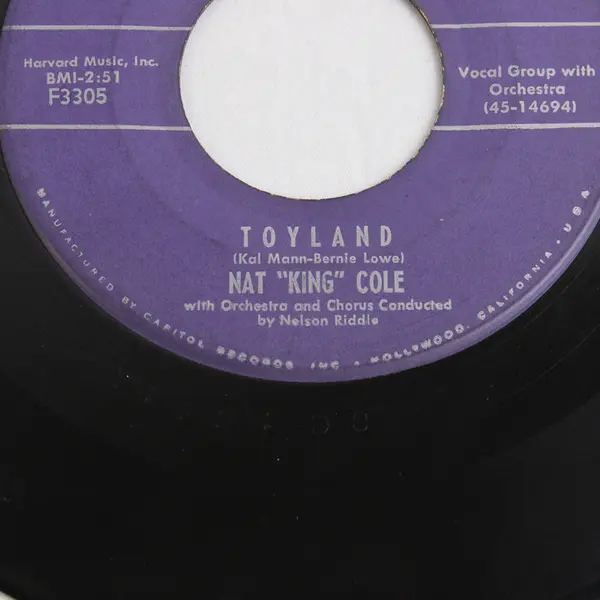 Harvard Music, Inc.
BMI-2:51
F3305
Vocal Group with
Orchestra
(45-14694)
TOYLAND
(Kal Mann-Bernie Lowe)
NAT "KING" COLE
with Orchestra and Chorus Conducted
by Nelson Riddle
MANUFACTURED BY CAPITOL RECORDS INC • HOLLYWOOD, CALIFORNIA • USA